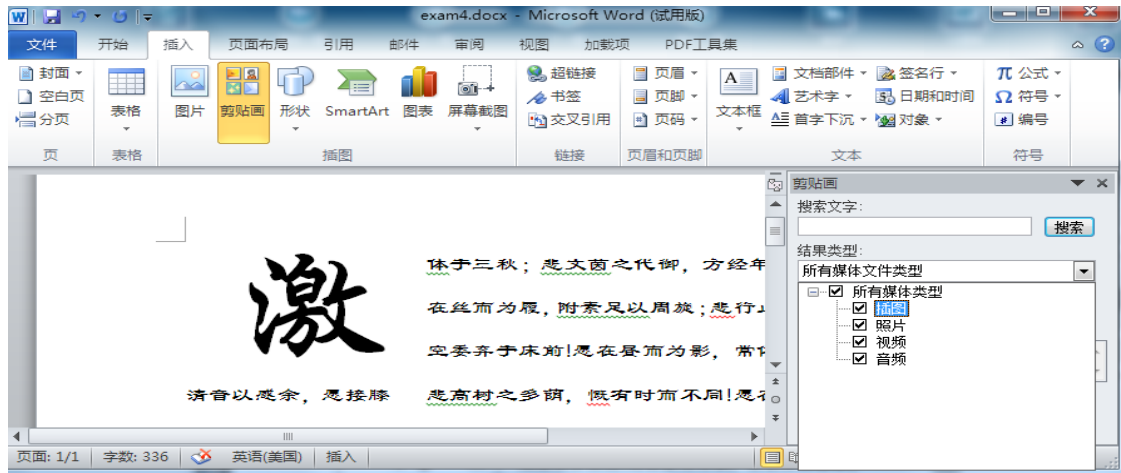 exam4.docx - Microsoft Word (试用版)
文件 开始 插入 页面布局 引用 邮件 审阅 视图 加载项 PDF工具集
封面 超链接 页眉 文档部件 签名行 π 公式
空白页 表格 图片 剪贴画 形状 SmartArt 图表 屏幕截图 书签 页脚 文本框 艺术字 日期和时间 Ω 符号
分页 交叉引用 页码 首字下沉 对象 编号
页 表格 插图 链接 页眉和页脚 文本 符号
剪贴画
搜索文字:
搜索
结果类型:
所有媒体文件类型
所有媒体类型
插图
照片
视频
音频
激
体于三秋；悲文茵之代御，方经年
在丝而为履，附素足以周旋；悲行止
空委弃于床前!愿在昼而为影，常依
清音以感余，愿接膝 悲高树之多荫，慨有时而不同!愿在
页面: 1/1 字数: 336 英语(美国) 插入